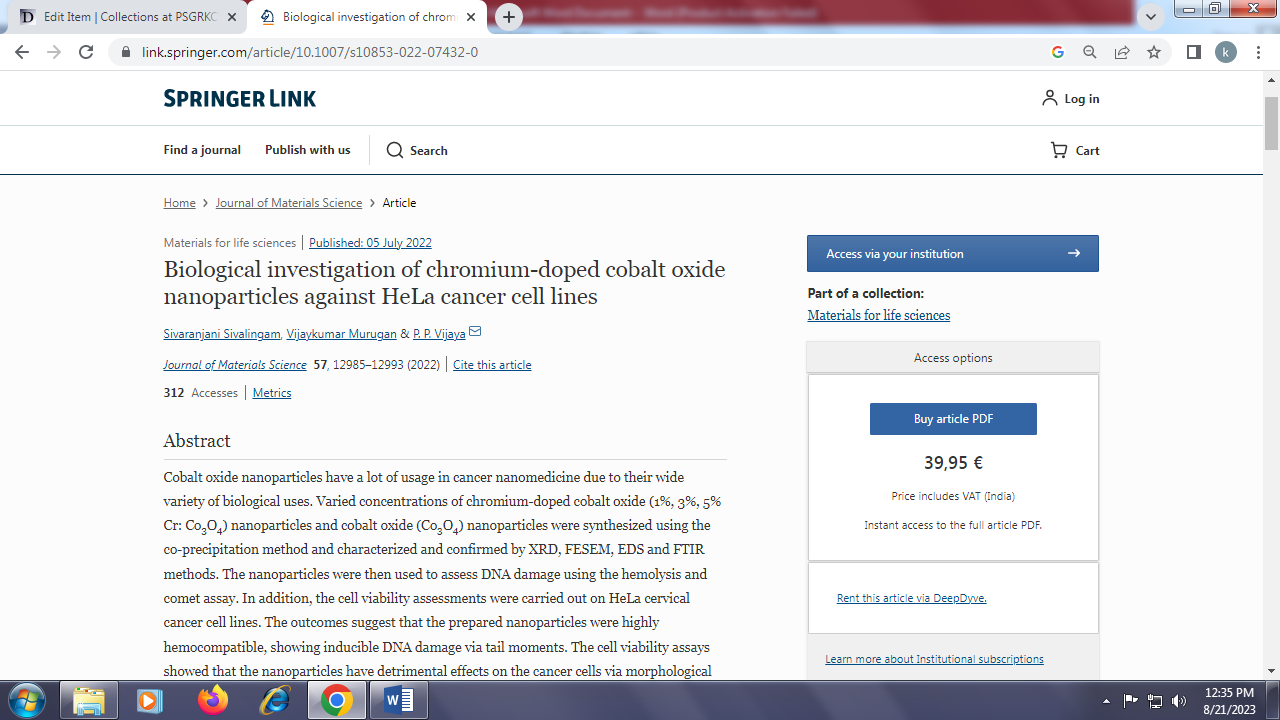 Edit Item | Collections at PSGRKC
Biological investigation of chrom
link.springer.com/article/10.1007/s10853-022-07432-0
k
SPRINGER LINK
Log in
Find a journal
Publish with us
Search
Cart
Home > Journal of Materials Science > Article
Materials for life sciences | Published: 05 July 2022
Biological investigation of chromium-doped cobalt oxide
nanoparticles against HeLa cancer cell lines
Sivaranjani Sivalingam, Vijaykumar Murugan & P. P. Vijaya
Journal of Materials Science 57, 12985–12993 (2022) | Cite this article
312 Accesses | Metrics
Abstract
Cobalt oxide nanoparticles have a lot of usage in cancer nanomedicine due to their wide
variety of biological uses. Varied concentrations of chromium-doped cobalt oxide (1%, 3%, 5%
Cr: Co3O4) nanoparticles and cobalt oxide (Co3O4) nanoparticles were synthesized using the
co-precipitation method and characterized and confirmed by XRD, FESEM, EDS and FTIR
methods. The nanoparticles were then used to assess DNA damage using the hemolysis and
comet assay. In addition, the cell viability assessments were carried out on HeLa cervical
cancer cell lines. The outcomes suggest that the prepared nanoparticles were highly
hemocompatible, showing inducible DNA damage via tail moments. The cell viability assays
showed that the nanoparticles have detrimental effects on the cancer cells via morphological
Access via your institution
Part of a collection:
Materials for life sciences
Access options
Buy article PDF
39,95 €
Price includes VAT (India)
Instant access to the full article PDF.
Rent this article via DeepDyve.
Learn more about Institutional subscriptions
12:35 PM
8/21/2023